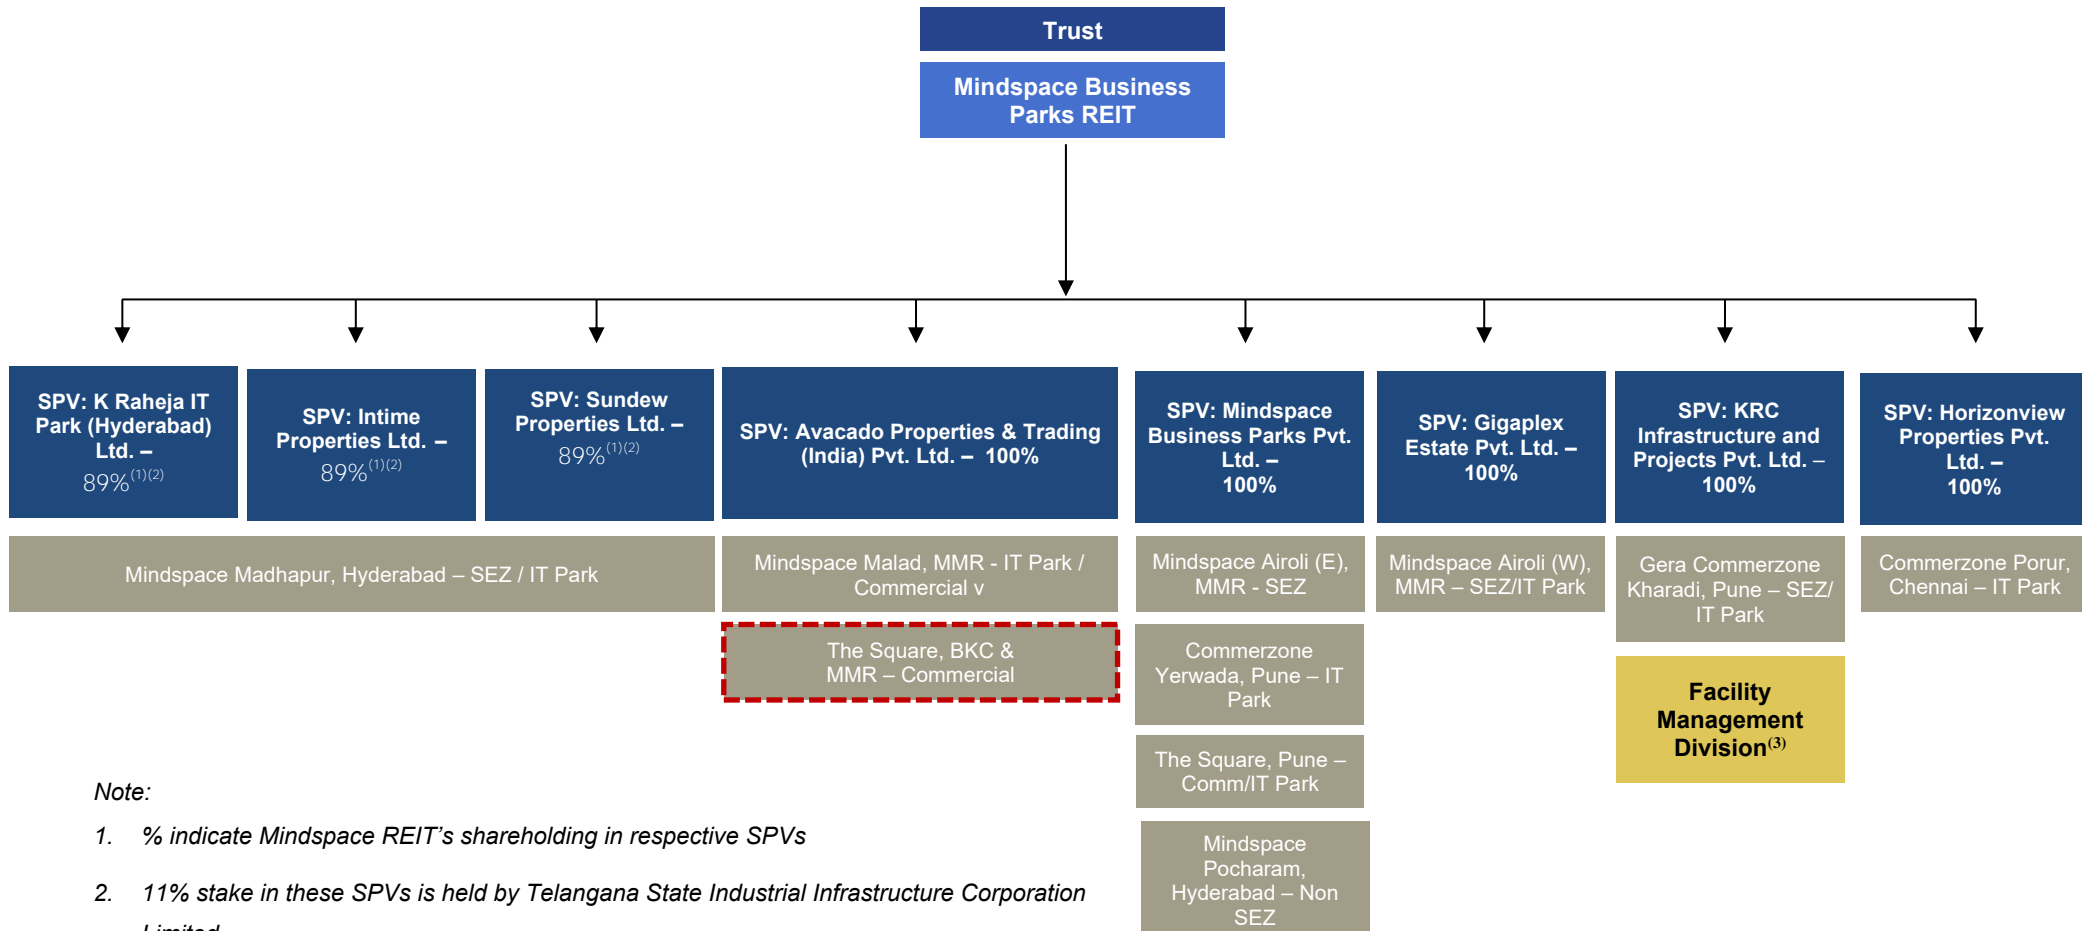 Trust
Mindspace Business
Parks REIT
SPV: K Raheja IT
Park (Hyderabad)
Ltd. –
89%(1)(2)
SPV: Intime
Properties Ltd. –
89%(1)(2)
SPV: Sundew
Properties Ltd. –
89%(1)(2)
SPV: Avacado Properties & Trading
(India) Pvt. Ltd. – 100%
SPV: Mindspace
Business Parks Pvt.
Ltd. –
100%
SPV: Gigaplex
Estate Pvt. Ltd. –
100%
SPV: KRC
Infrastructure and
Projects Pvt. Ltd. –
100%
SPV: Horizonview
Properties Pvt.
Ltd. –
100%
Mindspace Madhapur, Hyderabad – SEZ / IT Park
Mindspace Malad, MMR - IT Park /
Commercial v
Mindspace Airoli (E),
MMR - SEZ
Mindspace Airoli (W),
MMR – SEZ/IT Park
Gera Commerzone
Kharadi, Pune – SEZ/
IT Park
Commerzone Porur,
Chennai – IT Park
The Square, BKC &
MMR – Commercial
Commerzone
Yerwada, Pune – IT
Park
Facility
Management
Division(3)
The Square, Pune –
Comm/IT Park
Mindspace
Pocharam,
Hyderabad – Non
SEZ
Note:
1. % indicate Mindspace REIT’s shareholding in respective SPVs
2. 11% stake in these SPVs is held by Telangana State Industrial Infrastructure Corporation
Limited